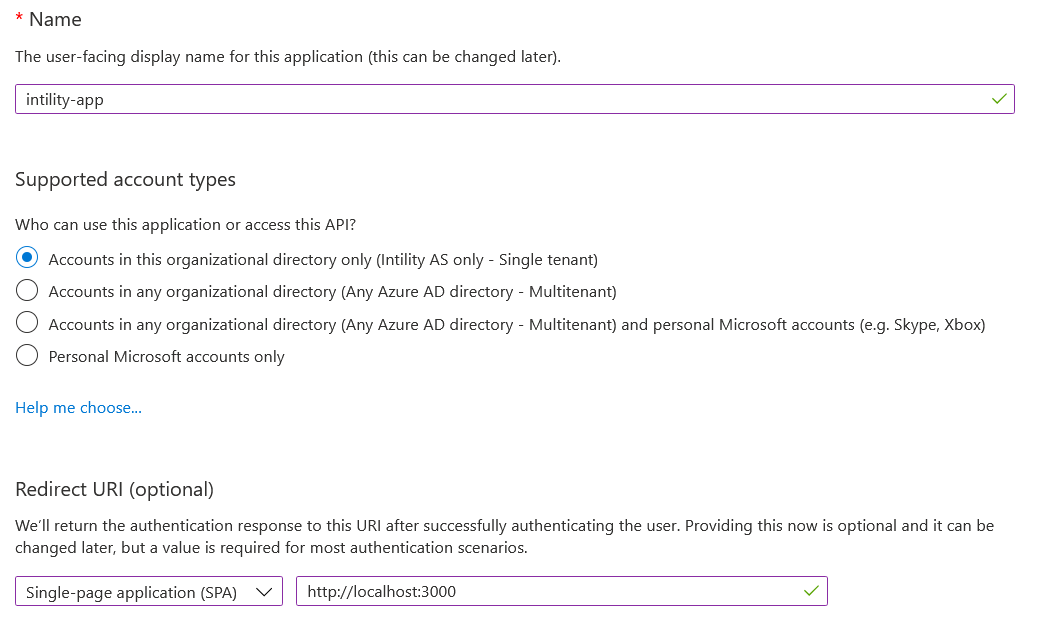 * Name
The user-facing display name for this application (this can be changed later).
intility-app
Supported account types
Who can use this application or access this API?
Accounts in this organizational directory only (Intility AS only - Single tenant)
Accounts in any organizational directory (Any Azure AD directory - Multitenant)
Accounts in any organizational directory (Any Azure AD directory - Multitenant) and personal Microsoft accounts (e.g. Skype, Xbox)
Personal Microsoft accounts only
Help me choose...
Redirect URI (optional)
We'll return the authentication response to this URI after successfully authenticating the user. Providing this now is optional and it can be
changed later, but a value is required for most authentication scenarios.
Single-page application (SPA) http://localhost:3000